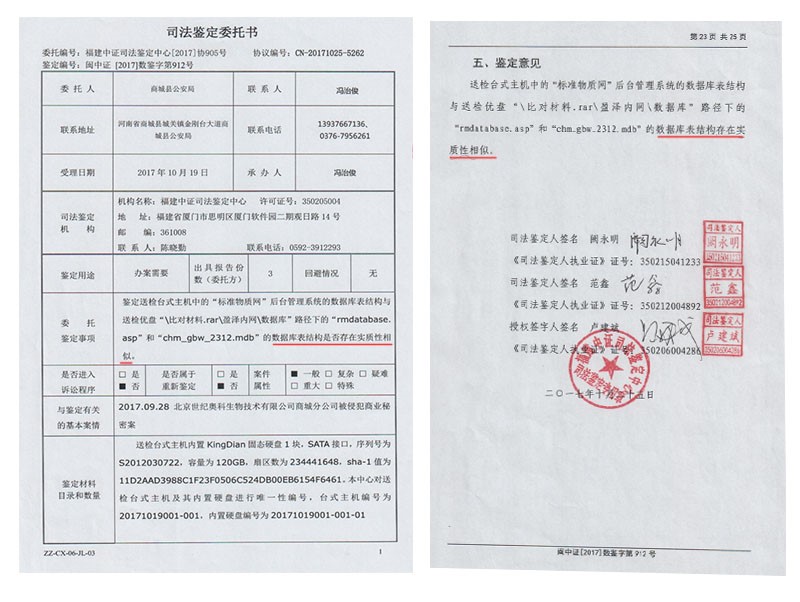 司法鉴定委托书
委托编号：福建中证司法鉴定中心[2017]协905号 协议编号：CN-20171025-5262
鉴定编号：闽中证 [2017]数鉴字第912号
委 托 人 商城县公安局 联 系 人 冯治俊
联系地址 河南省商城县城关镇金刚台大道商城县公安局 联系电话 13937667136、0376-7956261
受理日期 2017 年 10 月 19 日 承 办 人 冯治俊
司法鉴定机 构
机构名称：福建中证司法鉴定中心 许可证号：350205004
地 址：福建省厦门市思明区厦门软件园二期观日路 14 号
邮 编：361008
联 系 人：陈晓勤 联系电话：0592-3912293
鉴定用途 办案需要 出具报告份数（委托方） 3 回避情况 无
委 托
鉴定事项
鉴定送检台式主机中的“标准物质网”后台管理系统的数据库表结构与
送检优盘“\比对材料.rar\盈泽内网\数据库”路径下的“rmdatabase.
asp”和“chm_gbw_2312.mdb”的数据库表结构是否存在实质性相
似。
是否进入诉讼程序 □ 是 ■ 否 是否属于重新鉴定 □ 是 ■ 否 案件属性 ■ 一般 □ 复杂 □ 疑难 □ 重大 □ 特殊
与鉴定有关的基本案情
2017.09.28 北京世纪奥科生物技术有限公司商城分公司被侵犯商业秘
密案
鉴定材料
目录和数量
送检台式主机内置 KingDian 固态硬盘 1 块，SATA 接口，序列号为
S2012030722，容量为 120GB，扇区数为 234441648，sha-1 值为
11D2AAD3988C1F23F0506C524DB00EB6154F6461。本中心对送
检台式主机及其内置硬盘进行唯一性编号，台式主机编号为
20171019001-001，内置硬盘编号为 20171019001-001-01
ZZ-CX-06-JL-03 1
第 23 页 共 25 页
五、鉴定意见
送检台式主机中的“标准物质网”后台管理系统的数据库表结构
与送检优盘“\比对材料.rar\盈泽内网\数据库”路径下的
“rmdatabase.asp”和“chm_gbw_2312.mdb”的数据库表结构存在实
质性相似。
司法鉴定人签名 阙永明 阙永明
司法鉴定人
阙永明
350215041233
《司法鉴定人执业证》证号：350215041233
司法鉴定人签名 范鑫 范鑫
司法鉴定人
范鑫
350212004892
《司法鉴定人执业证》证号：350212004892
授权签字人签名 卢建斌
司法鉴定人
卢建斌
350206004286
《司法鉴定人执业证》证号：350206004286
福建中证司法鉴定中心
司法鉴定专用章
二〇一七年十月二十五日
闽中证[2017]数鉴字第 912 号